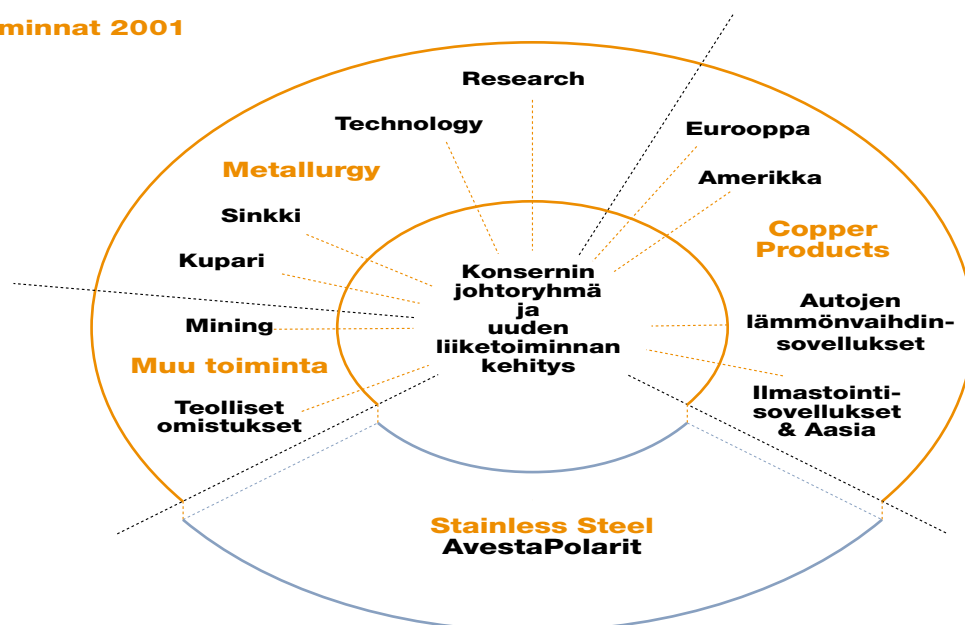 minnat 2001
Research
Technology
Metallurgy
Sinkki
Kupari
Mining
Muu toiminta
Teolliset
omistukset
Konsernin
johtoryhmä
ja
uuden
liiketoiminnan
kehitys
Eurooppa
Amerikka
Copper
Products
Autojen
lämmönvaihdin-
sovellukset
Ilmastointi-
sovellukset
& Aasia
Stainless Steel
AvestaPolarit